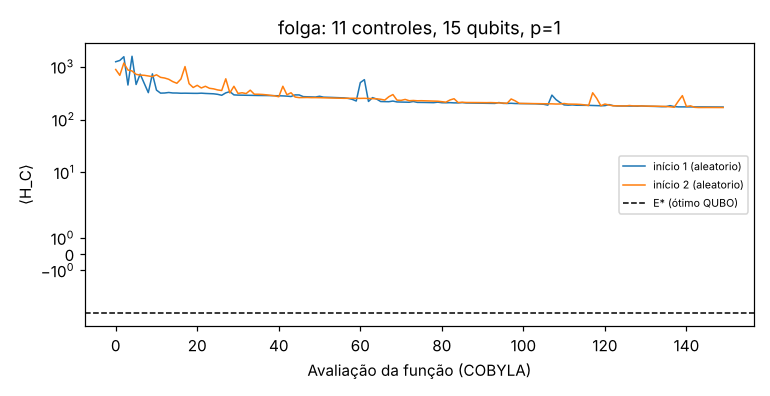 folga: 11 controles, 15 qubits, p=1
⟨H_C⟩
10³
10²
10¹
10⁰
0
−10⁰
início 1 (aleatorio)
início 2 (aleatorio)
E* (ótimo QUBO)
0 20 40 60 80 100 120 140
Avaliação da função (COBYLA)